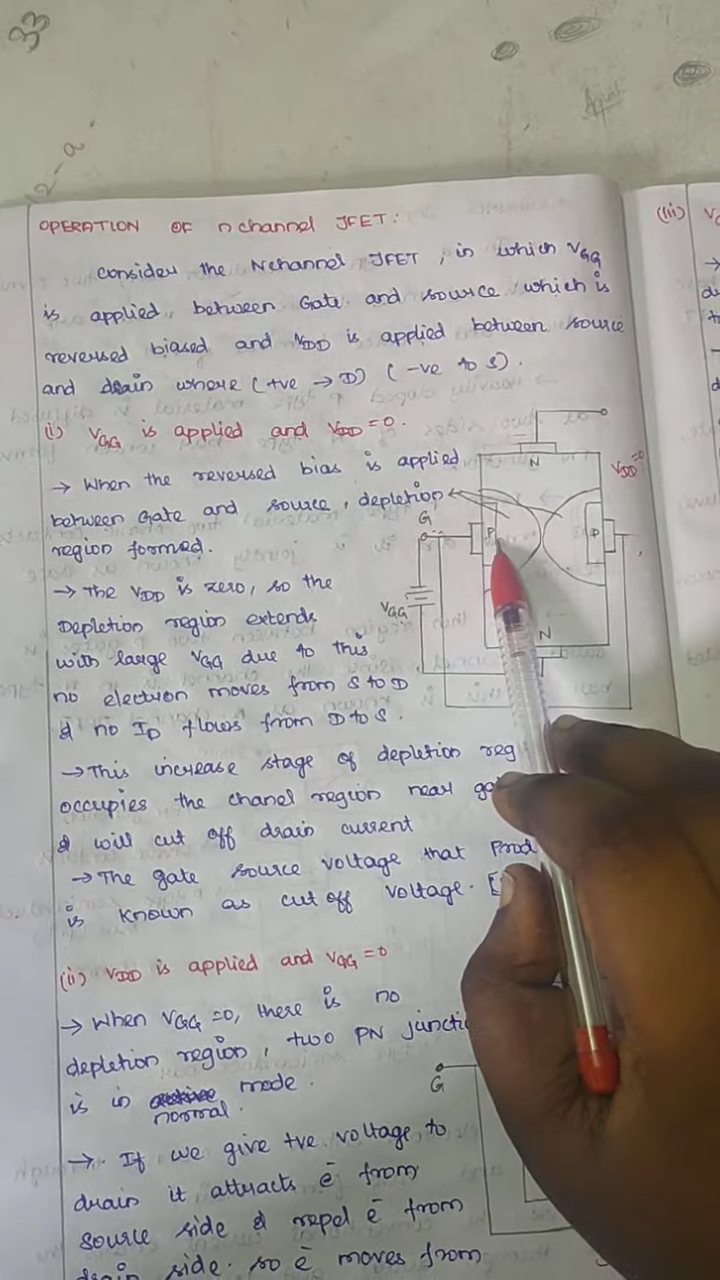 33
12-a.
OPERATION OF n channel JFET:
consider the Nchannel JFET, in which VGG
is applied between Gate and source which is
reversed biased and VDD is applied between source
and drain where (+ve → D) (-ve to S).
(i) VGG is applied and VDD=0.
→ When the reversed bias is applied
between Gate and source, depletion
region formed.
→ The VDD is zero, so the
Depletion region extends
with large VGG due to this
no electron moves from S to D
& no ID flows from D to S.
→ This increase stage of depletion reg
occupies the chanel region near ga
& will cut off drain current
→ The gate source voltage that Prod
is known as cut off voltage. [
(ii) VDD is applied and VGG=0
→ When VGG=0, there is no
depletion region, two PN juncti
is in mode.
normal.
→. If we give +ve voltage to
drain it attracts ē from
source side & repel ē from
drain side. so ē moves from
N
VDD=0
G
P
P
VGG
N
G
(iii)